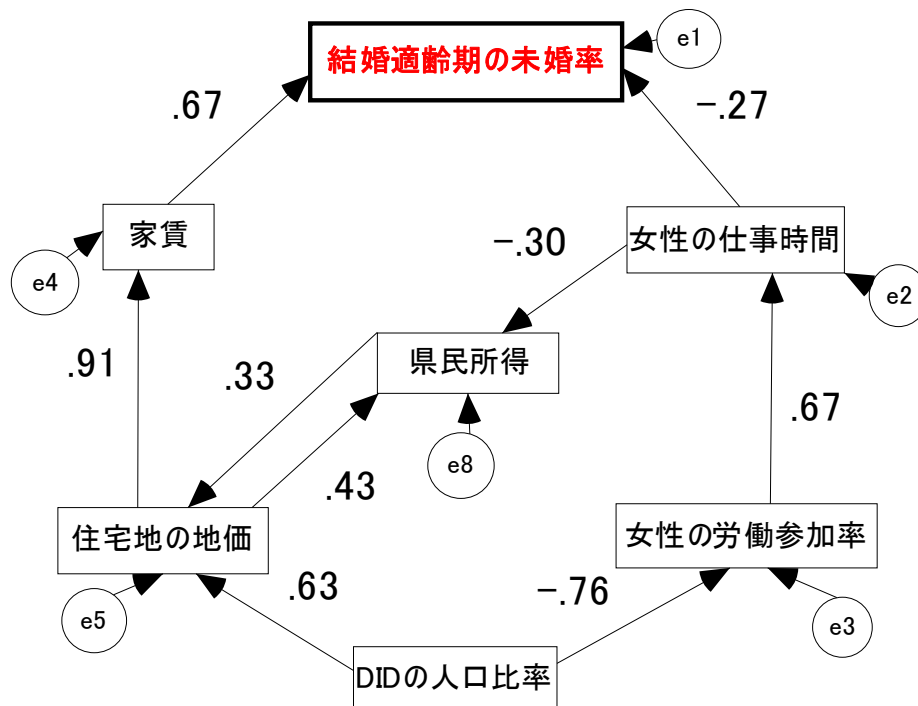 結婚適齢期の未婚率
e1
.67
−.27
家賃
−.30
女性の仕事時間
e4
e2
.91
.33
県民所得
.67
.43
e8
住宅地の地価
女性の労働参加率
e5
.63
−.76
e3
DIDの人口比率